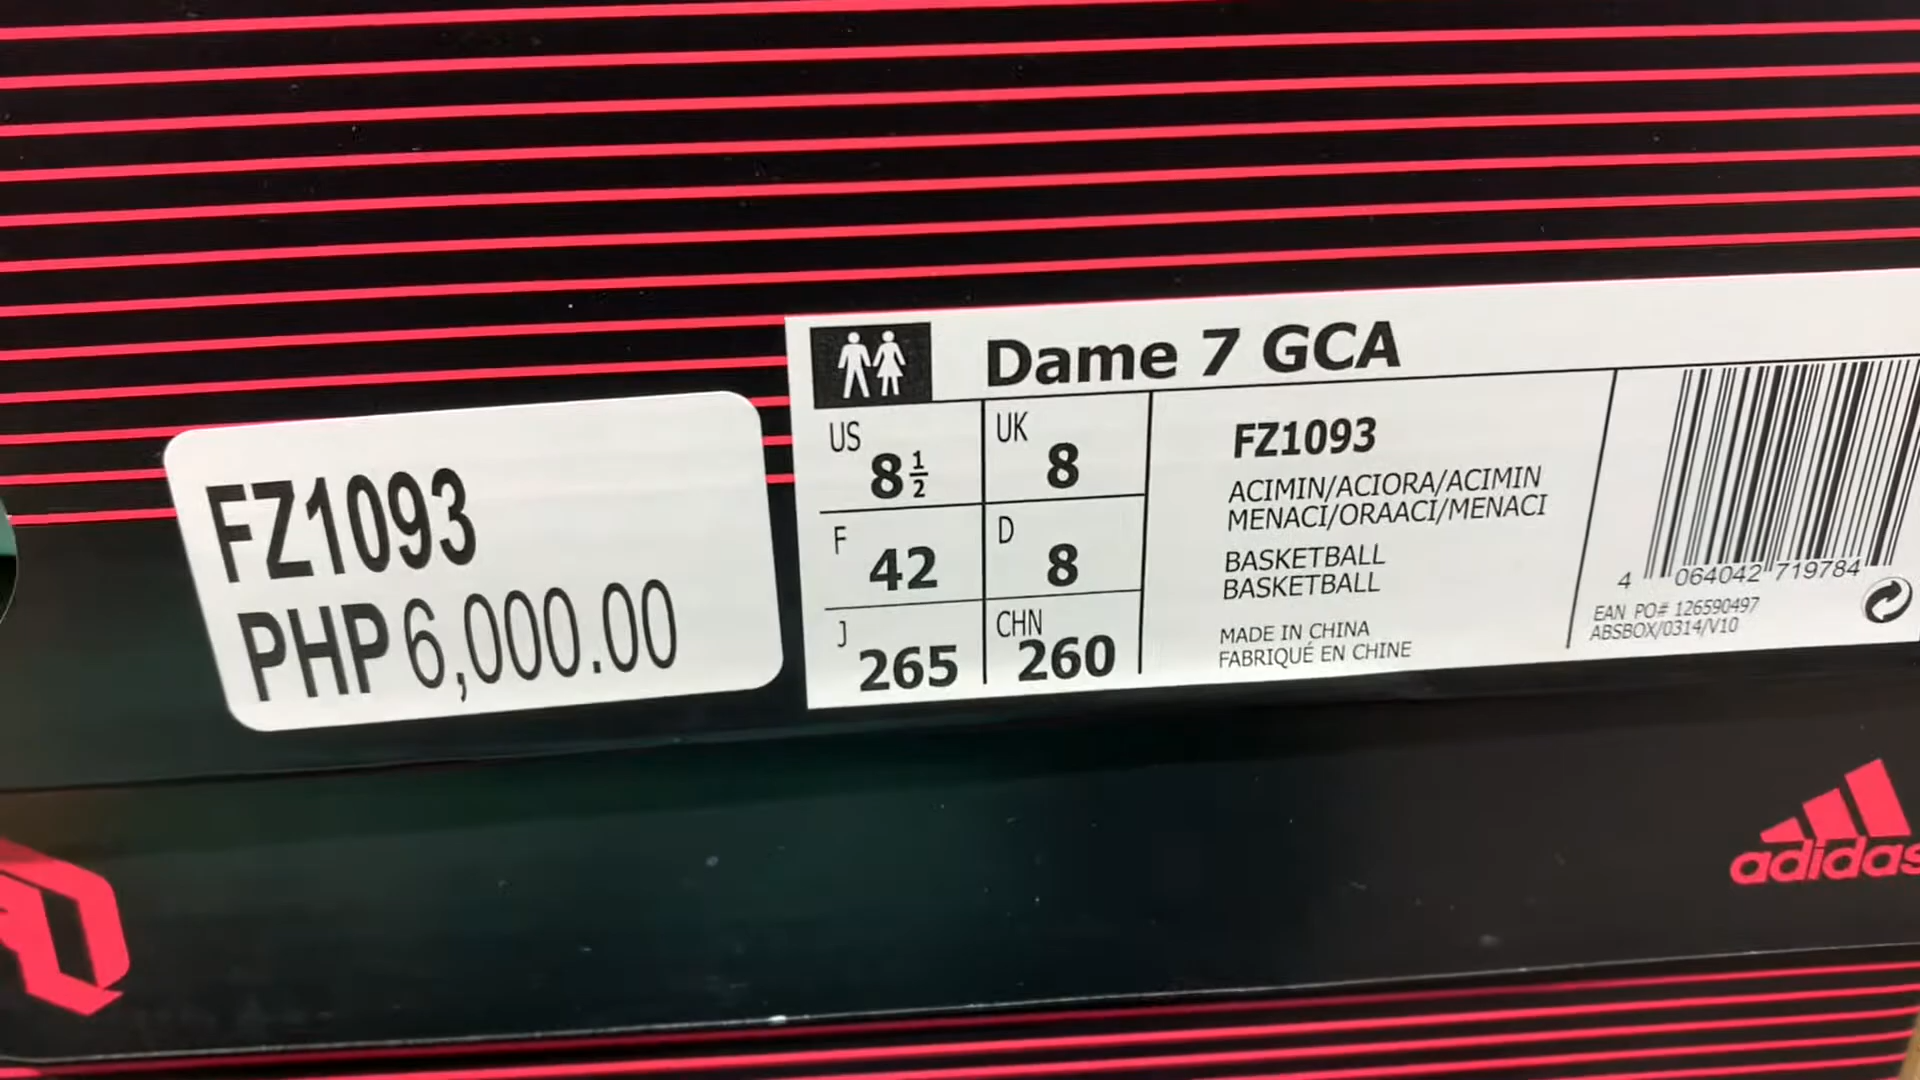 FZ1093
PHP 6,000.00
Dame 7 GCA
US 8½
UK 8
F 42
D 8
J 265
CHN 260
FZ1093
ACIMIN/ACIORA/ACIMIN
MENACI/ORAACI/MENACI
BASKETBALL
BASKETBALL
MADE IN CHINA
FABRIQUÉ EN CHINE
4 064042 719784
EAN PO# 126590497
ABSBOX/0314/V10
adidas